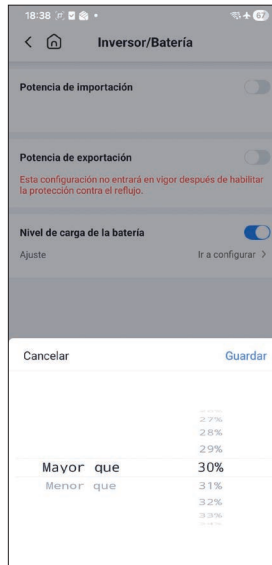 18:38
67
Inversor/Batería
Potencia de importación
Potencia de exportación
Esta configuración no entrará en vigor después de habilitar
la protección contra el reflujo.
Nivel de carga de la batería
Ajuste Ir a configurar >
Cancelar Guardar
27%
28%
29%
Mayor que 30%
Menor que 31%
32%
33%